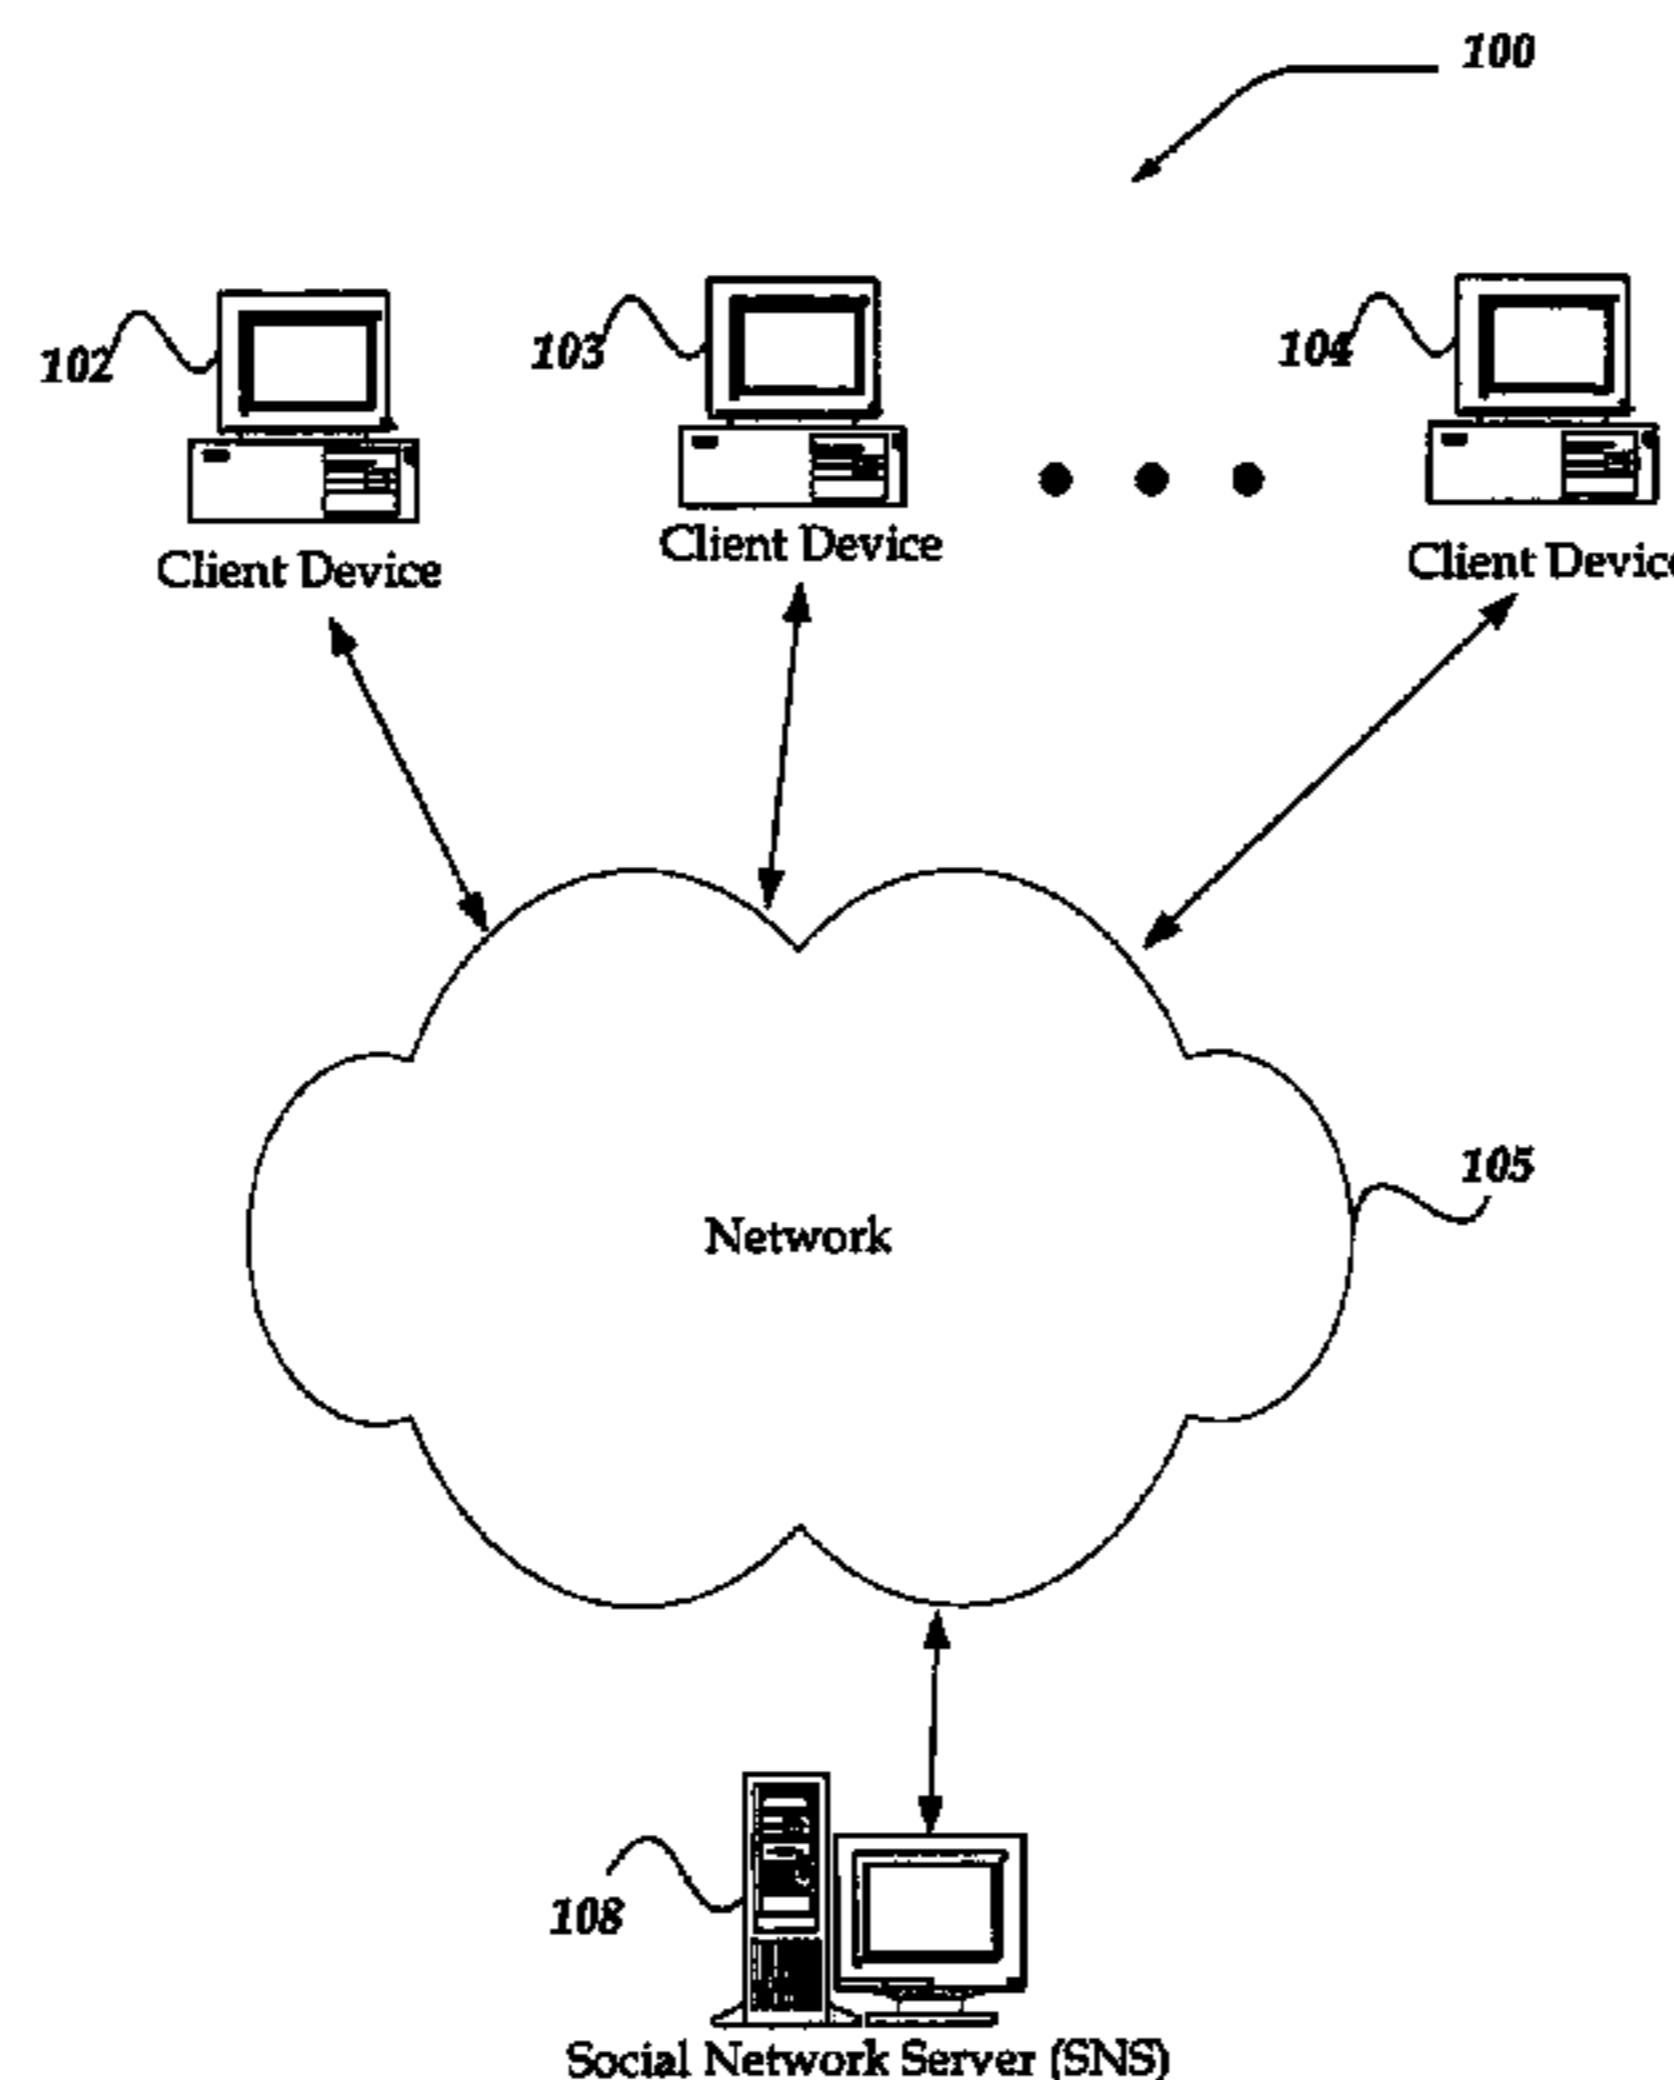 100
102
103
104
Client Device
Client Device
Client Devic
105
Network
108
Social Network Server (SNS)